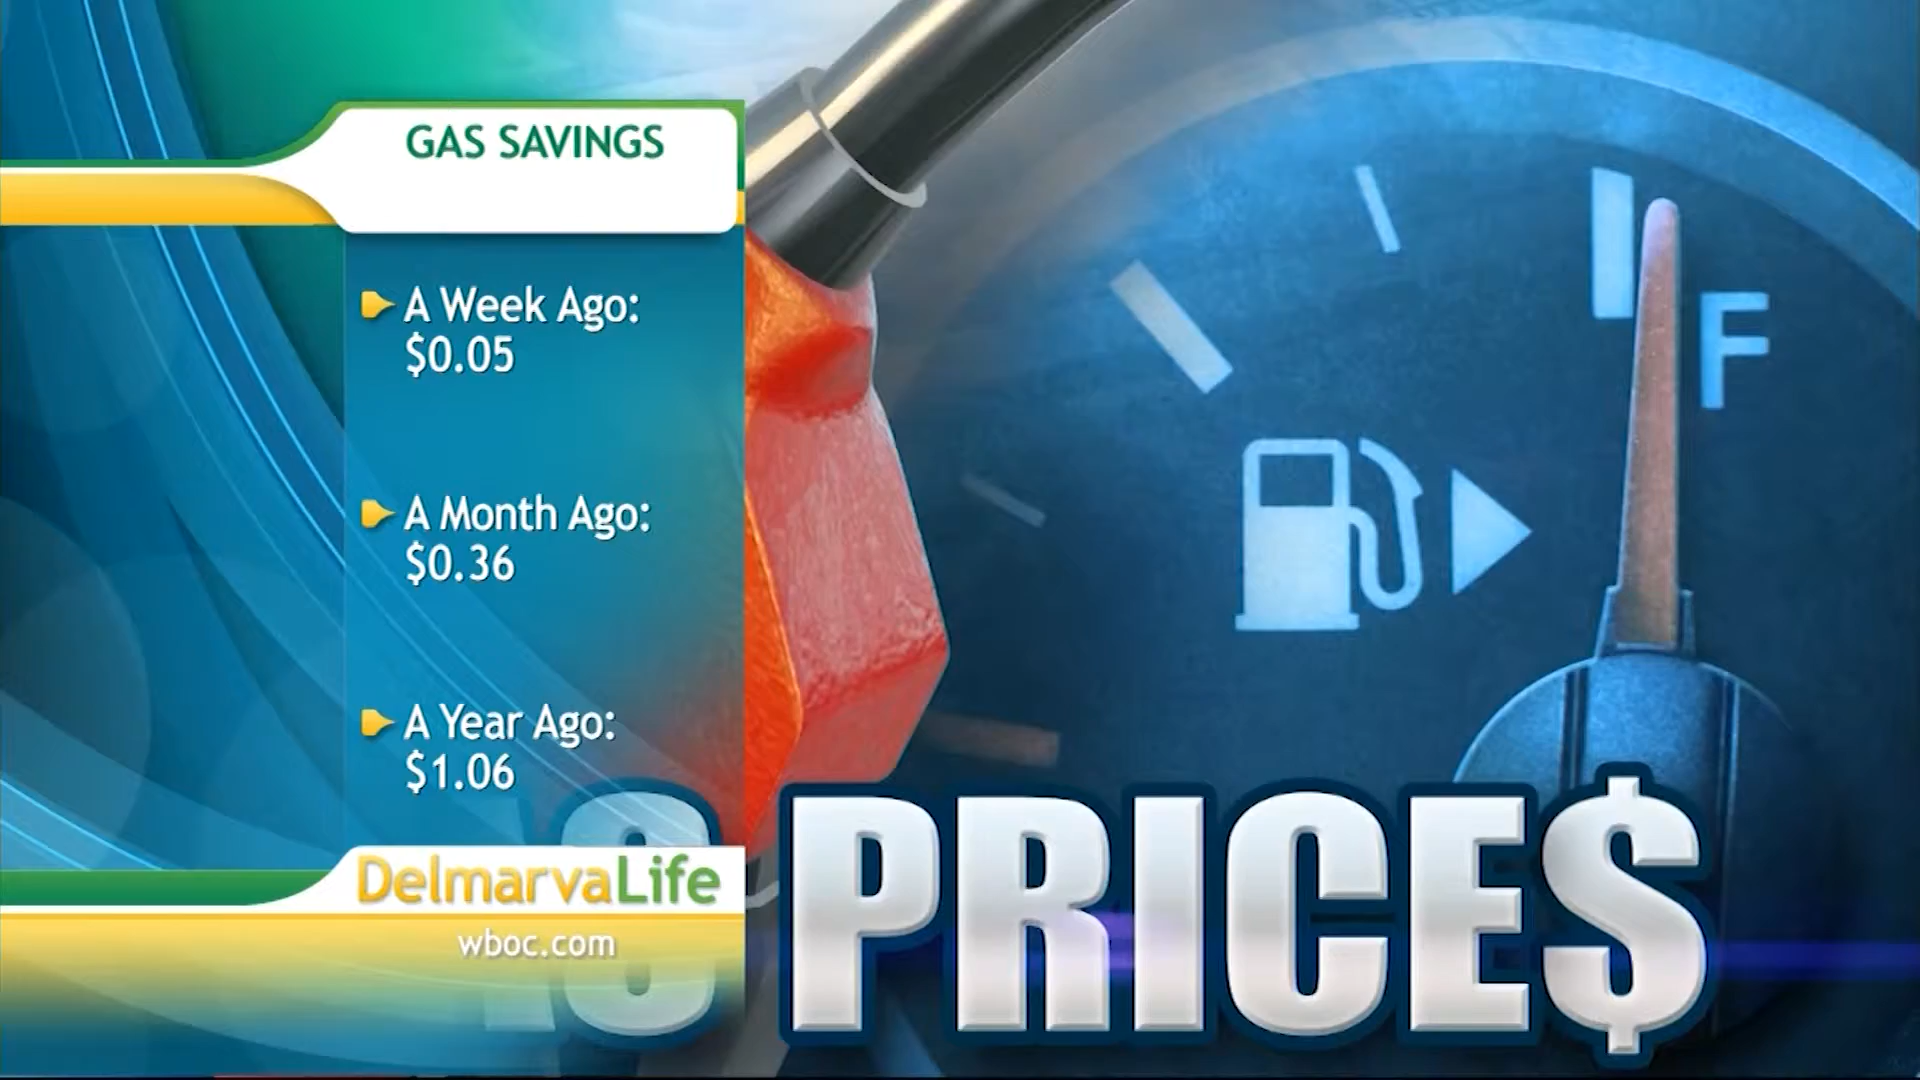 GAS SAVINGS
A Week Ago:
$0.05
A Month Ago:
$0.36
A Year Ago:
$1.06
DelmarvaLife
wboc.com
PRICE$
F